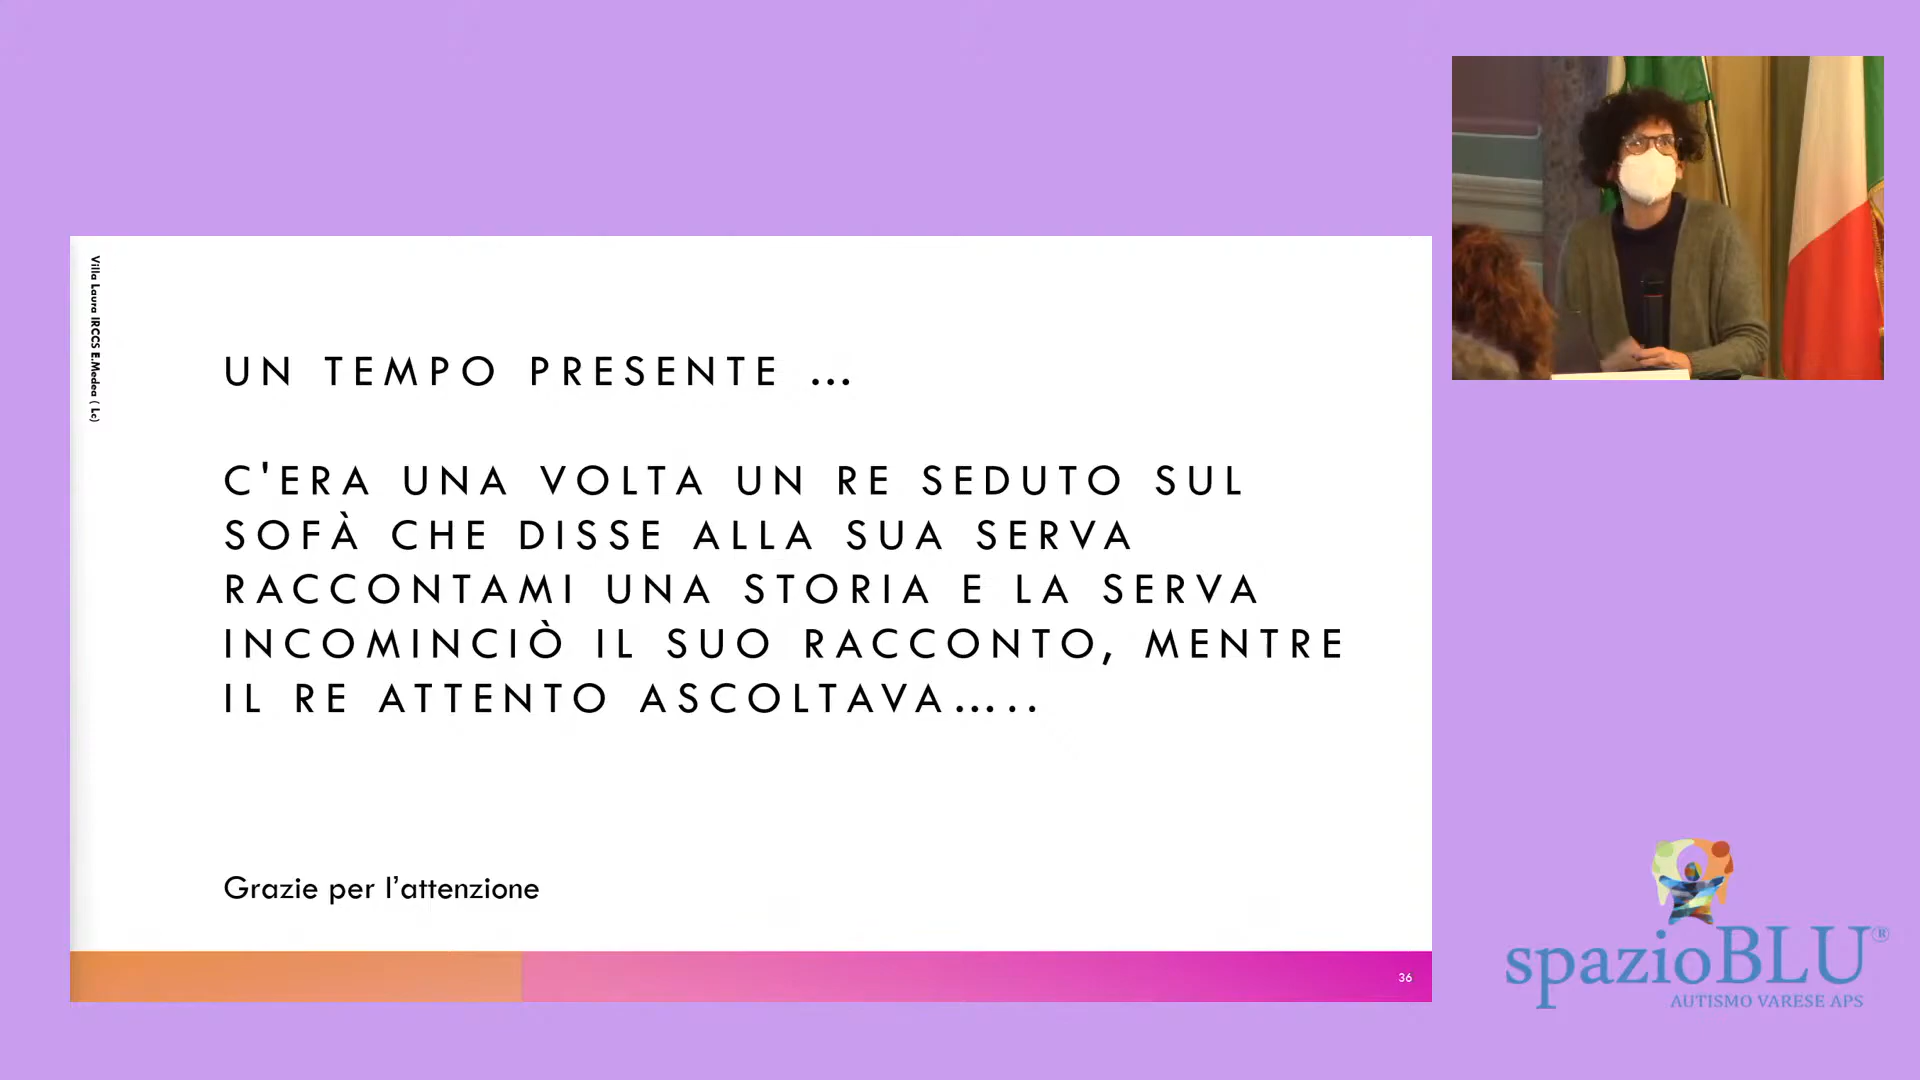 Villa Laura IRCCS E.Medea ( Lc)
UN TEMPO PRESENTE …
C'ERA UNA VOLTA UN RE SEDUTO SUL
SOFÀ CHE DISSE ALLA SUA SERVA
RACCONTAMI UNA STORIA E LA SERVA
INCOMINCIÒ IL SUO RACCONTO, MENTRE
IL RE ATTENTO ASCOLTAVA…..
Grazie per l’attenzione
36
spazioBLU®
AUTISMO VARESE APS